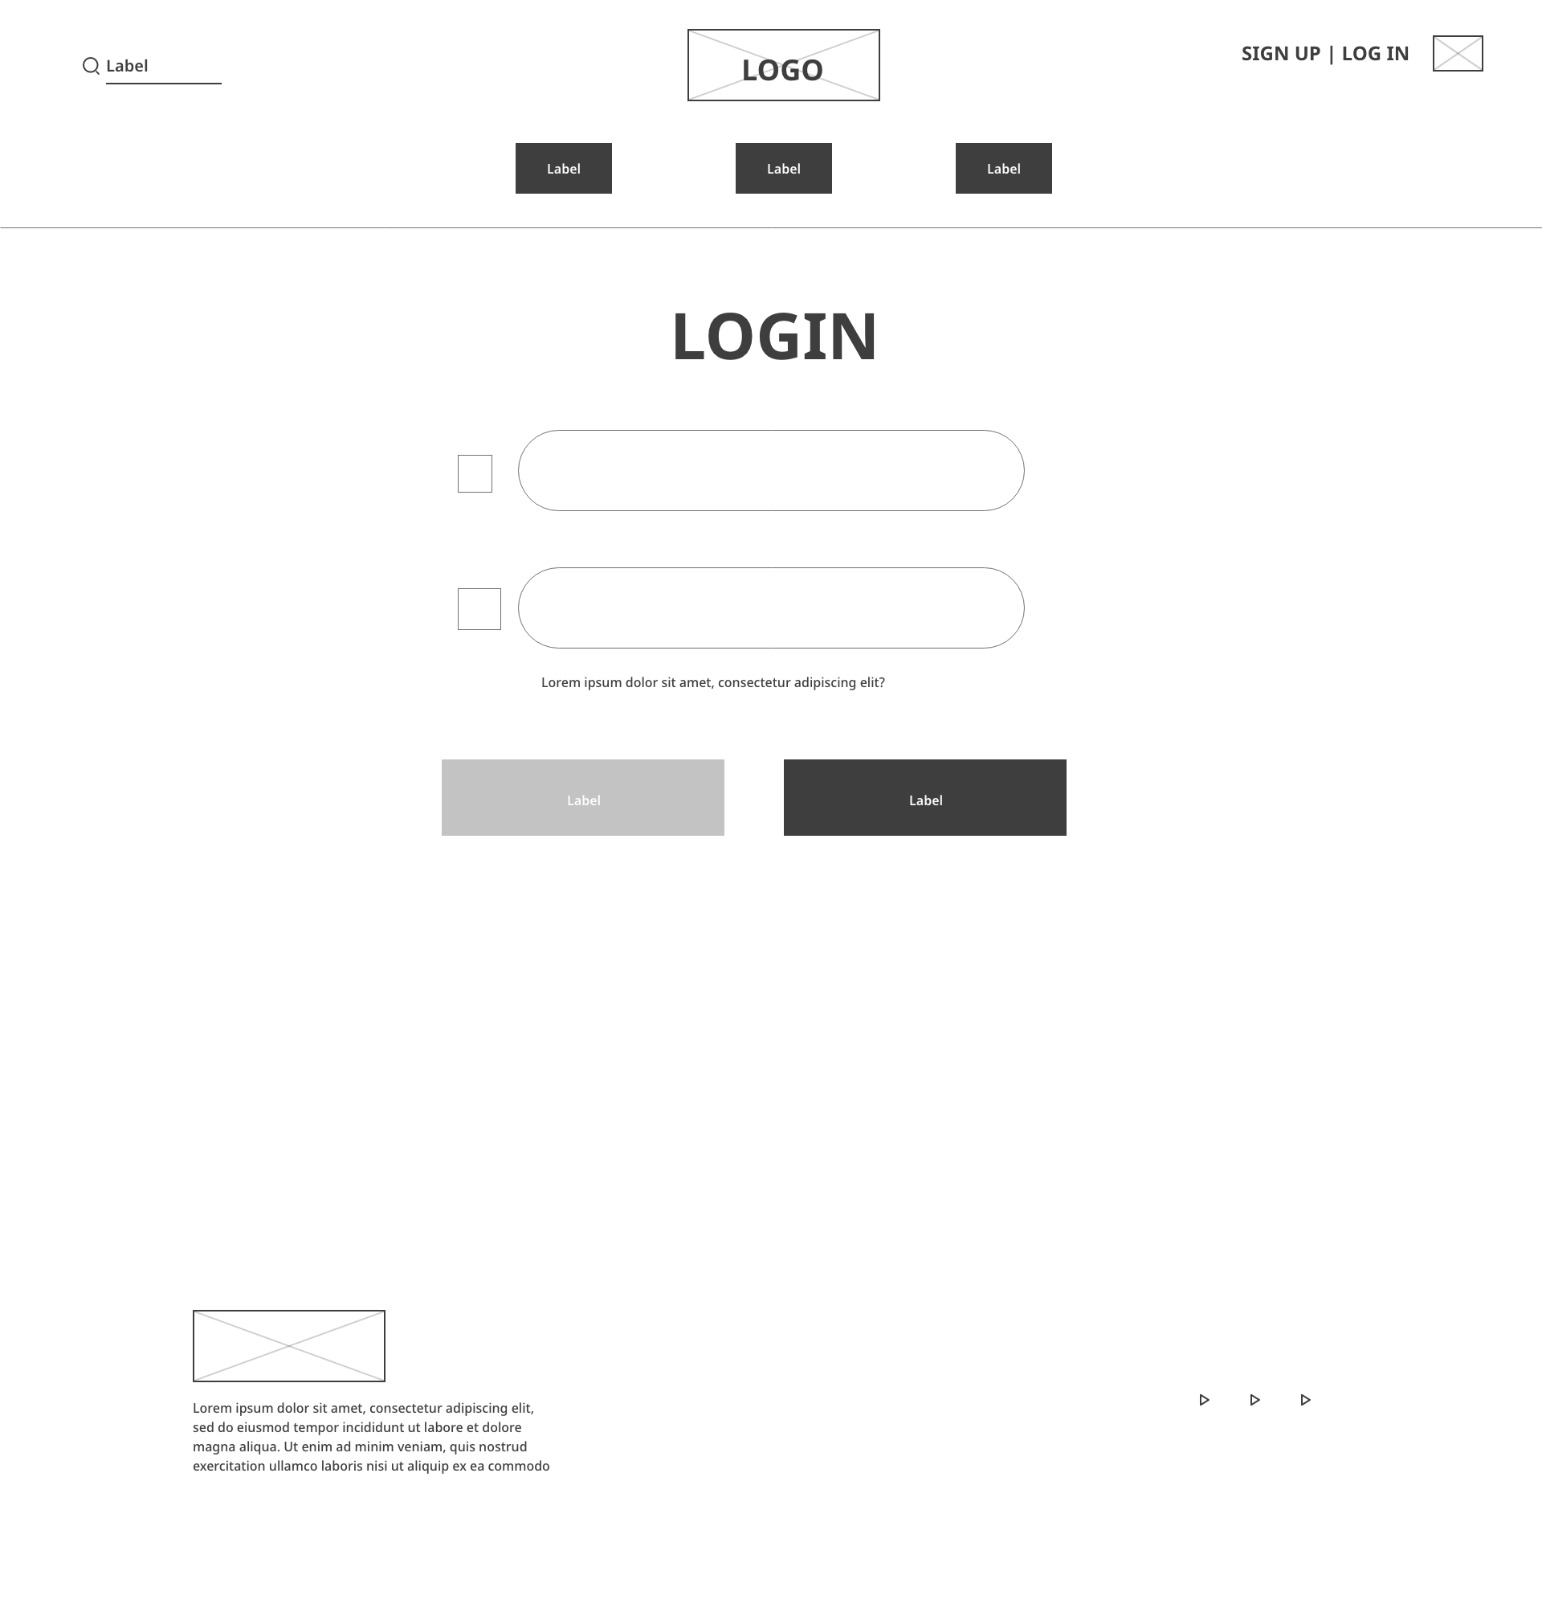 Label
LOGO
SIGN UP | LOG IN
Label
Label
Label
LOGIN
Lorem ipsum dolor sit amet, consectetur adipiscing elit?
Label
Label
Lorem ipsum dolor sit amet, consectetur adipiscing elit,
sed do eiusmod tempor incididunt ut labore et dolore
magna aliqua. Ut enim ad minim veniam, quis nostrud
exercitation ullamco laboris nisi ut aliquip ex ea commodo